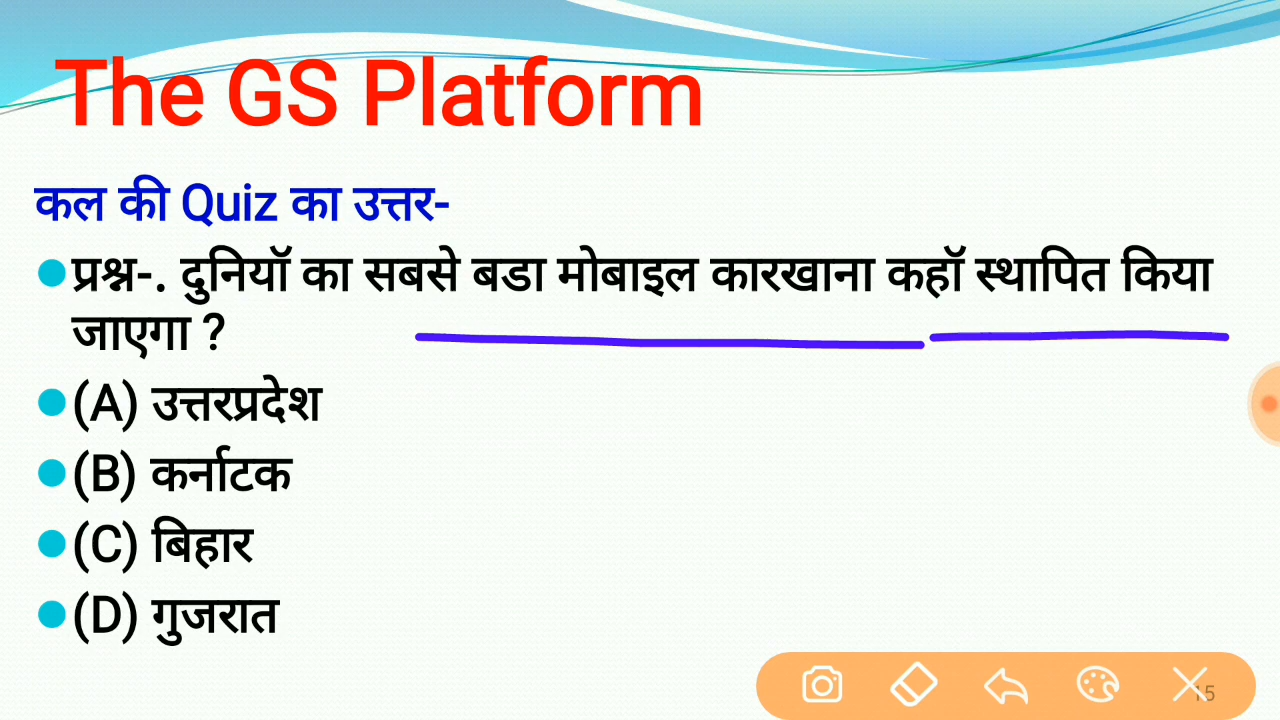 The GS Platform
कल की Quiz का उत्तर-
प्रश्न-. दुनियॉ का सबसे बडा मोबाइल कारखाना कहॉ स्थापित किया
जाएगा ?
(A) उत्तरप्रदेश
(B) कर्नाटक
(C) बिहार
(D) गुजरात
15